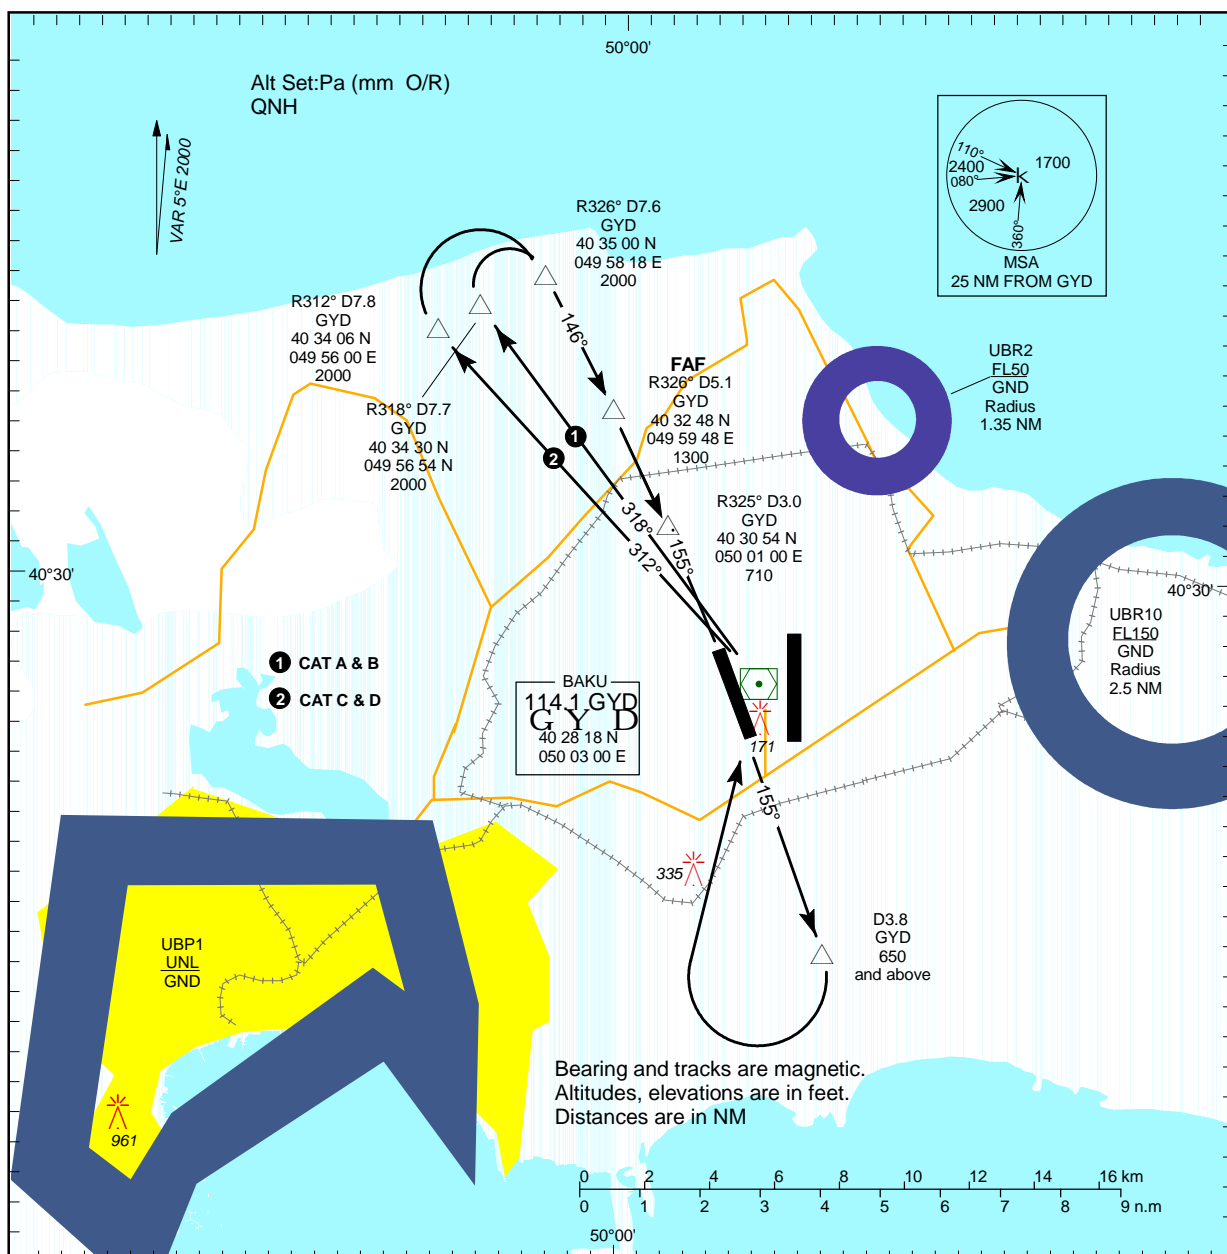 50°00'
Alt Set:Pa (mm O/R)
QNH
VAR 5°E 2000
110°
2400
080°
1700
2900
360°
MSA
25 NM FROM GYD
R326° D7.6
GYD
40 35 00 N
049 58 18 E
2000
R312° D7.8
GYD
40 34 06 N
049 56 00 E
2000
146°
FAF
R326° D5.1
GYD
40 32 48 N
049 59 48 E
1300
UBR2
FL50
GND
Radius
1.35 NM
R318° D7.7
GYD
40 34 30 N
049 56 54 N
2000
1
2
R325° D3.0
GYD
40 30 54 N
050 01 00 E
710
318°
312°
155°
40°30'
40°30'
UBR10
FL150
GND
Radius
2.5 NM
1 CAT A & B
2 CAT C & D
BAKU
114.1 GYD
G Y D
40 28 18 N
050 03 00 E
171
155°
335
D3.8
GYD
650
and above
UBP1
UNL
GND
961
Bearing and tracks are magnetic.
Altitudes, elevations are in feet.
Distances are in NM
0 2 4 6 8 10 12 14 16 km
0 1 2 3 4 5 6 7 8 9 n.m
50°00'